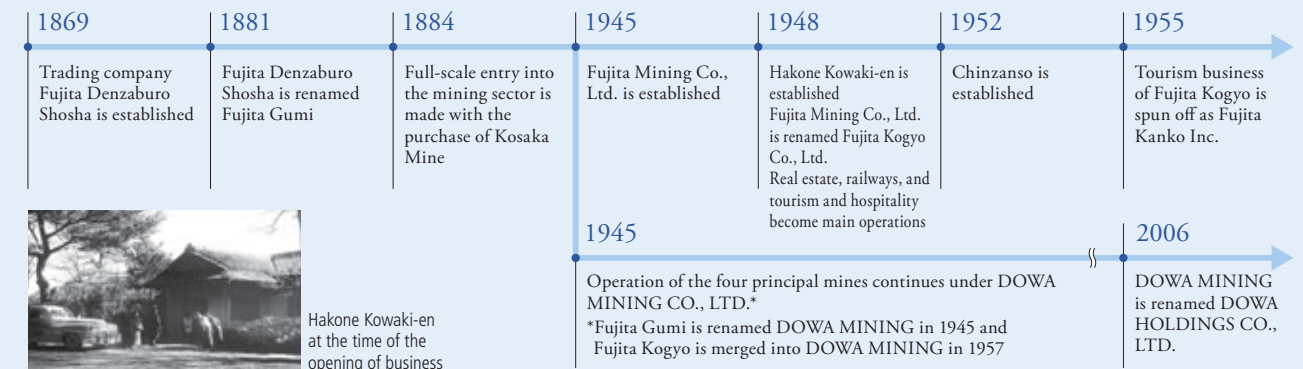 1869
Trading company
Fujita Denzaburo
Shosha is established
1881
Fujita Denzaburo
Shosha is renamed
Fujita Gumi
1884
Full-scale entry into
the mining sector is
made with the
purchase of Kosaka
Mine
1945
Fujita Mining Co.,
Ltd. is established
1948
Hakone Kowaki-en is
established
Fujita Mining Co., Ltd.
is renamed Fujita Kogyo
Co., Ltd.
Real estate, railways, and
tourism and hospitality
become main operations
1952
Chinzanso is
established
1955
Tourism business
of Fujita Kogyo is
spun off as Fujita
Kanko Inc.
1945
Operation of the four principal mines continues under DOWA
MINING CO., LTD.*
*Fujita Gumi is renamed DOWA MINING in 1945 and
Fujita Kogyo is merged into DOWA MINING in 1957
2006
DOWA MINING
is renamed DOWA
HOLDINGS CO.,
LTD.
Hakone Kowaki-en
at the time of the
opening of business